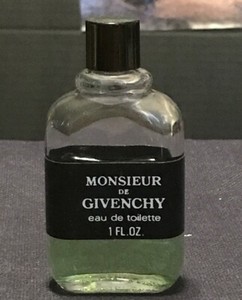 MONSIEUR
DE
GIVENCHY
eau de toilette
1 FL.OZ.